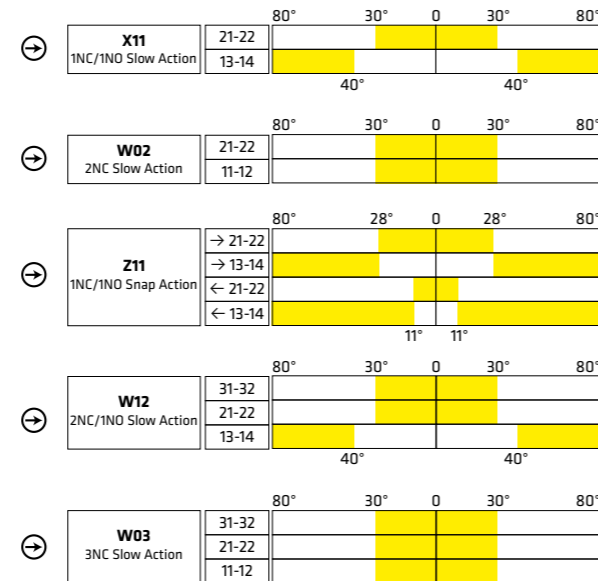 80° 30° 0 30° 80°
X11
1NC/1NO Slow Action
21-22
13-14
40° 40°
80° 30° 0 30° 80°
W02
2NC Slow Action
21-22
11-12
80° 28° 0 28° 80°
Z11
1NC/1NO Snap Action
→ 21-22
→ 13-14
← 21-22
← 13-14
11° 11°
80° 30° 0 30° 80°
W12
2NC/1NO Slow Action
31-32
21-22
13-14
40° 40°
80° 30° 0 30° 80°
W03
3NC Slow Action
31-32
21-22
11-12